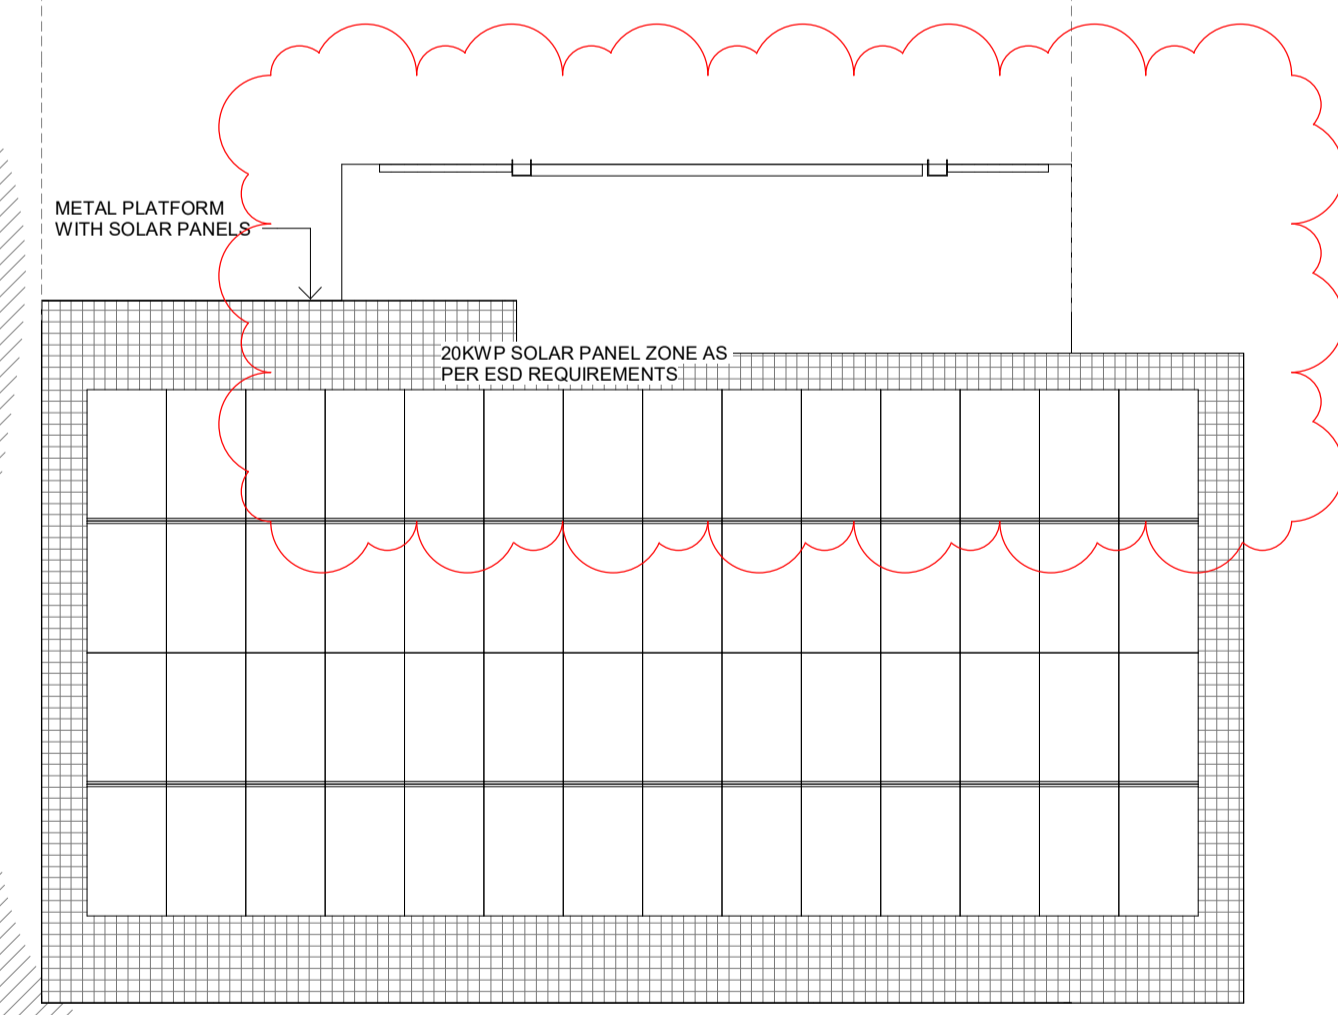 METAL PLATFORM
WITH SOLAR PANELS
20KWP SOLAR PANEL ZONE AS
PER ESD REQUIREMENTS